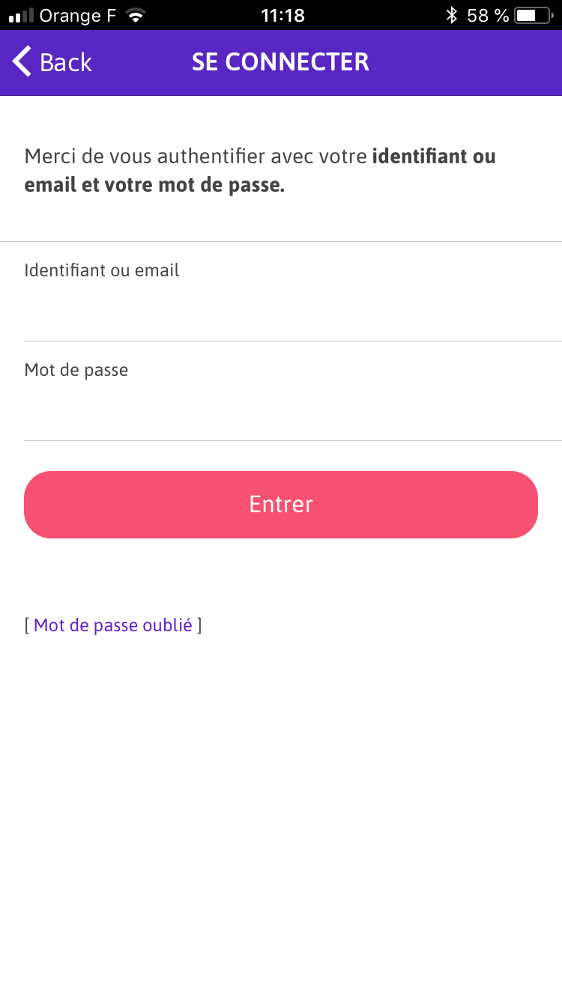 Orange F 11:18 58 %
Back SE CONNECTER
Merci de vous authentifier avec votre identifiant ou
email et votre mot de passe.
Identifiant ou email
Mot de passe
Entrer
[ Mot de passe oublié ]